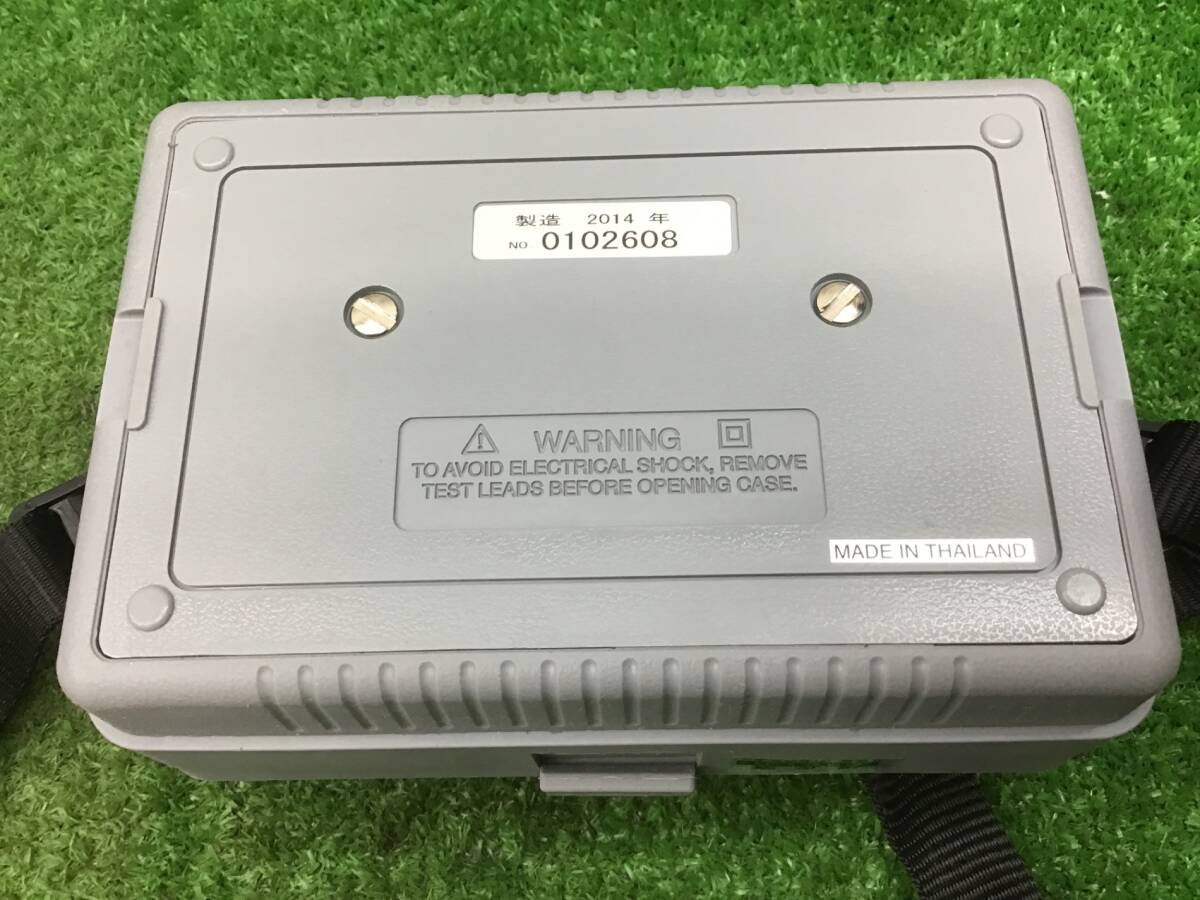 製造 2014 年
NO. 0102608
WARNING
TO AVOID ELECTRICAL SHOCK, REMOVE
TEST LEADS BEFORE OPENING CASE.
MADE IN THAILAND